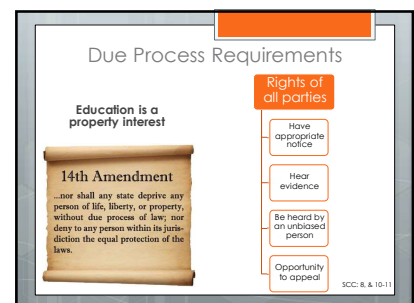 Due Process Requirements
Education is a
property interest
14th Amendment
...nor shall any state deprive any
person of life, liberty, or property,
without due process of law; nor
deny to any person within its juris-
diction the equal protection of the
laws.
Rights of
all parties
Have
appropriate
notice
Hear
evidence
Be heard by
an unbiased
person
Opportunity
to appeal
SCC: 8, & 10-11